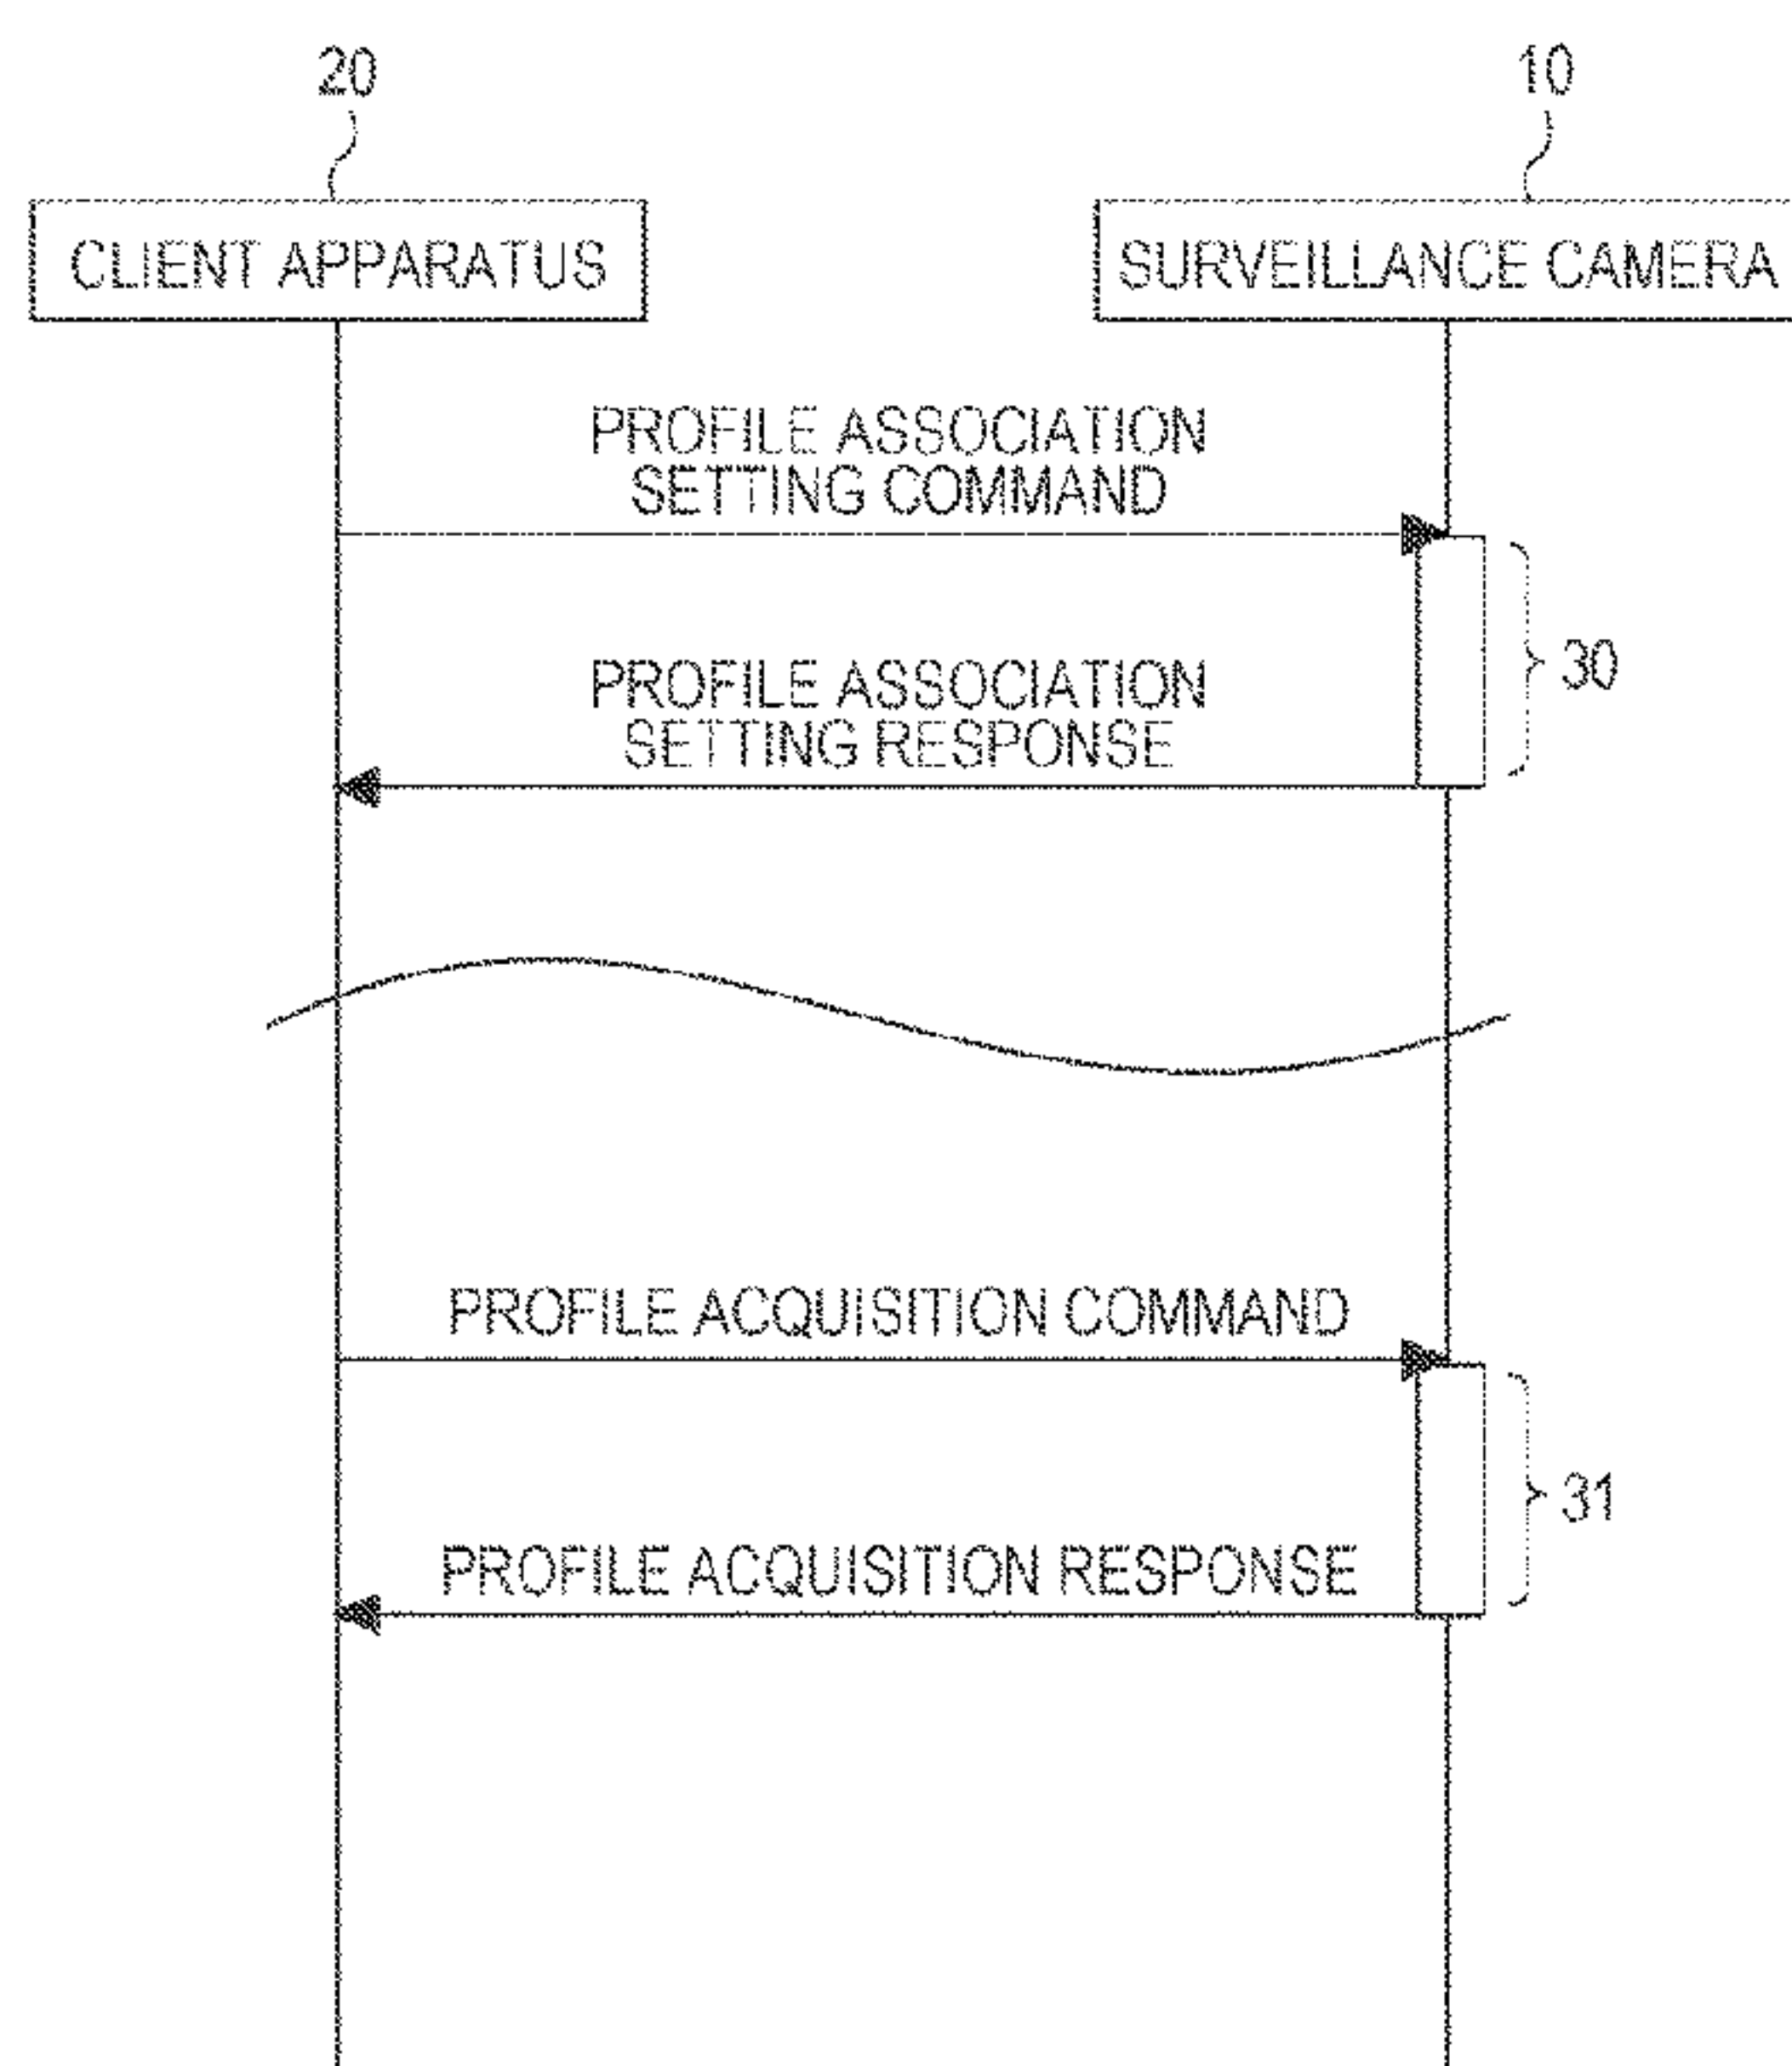 20
10
CLIENT APPARATUS
SURVEILLANCE CAMERA
PROFILE ASSOCIATION
SETTING COMMAND
30
PROFILE ASSOCIATION
SETTING RESPONSE
PROFILE ACQUISITION COMMAND
31
PROFILE ACQUISITION RESPONSE